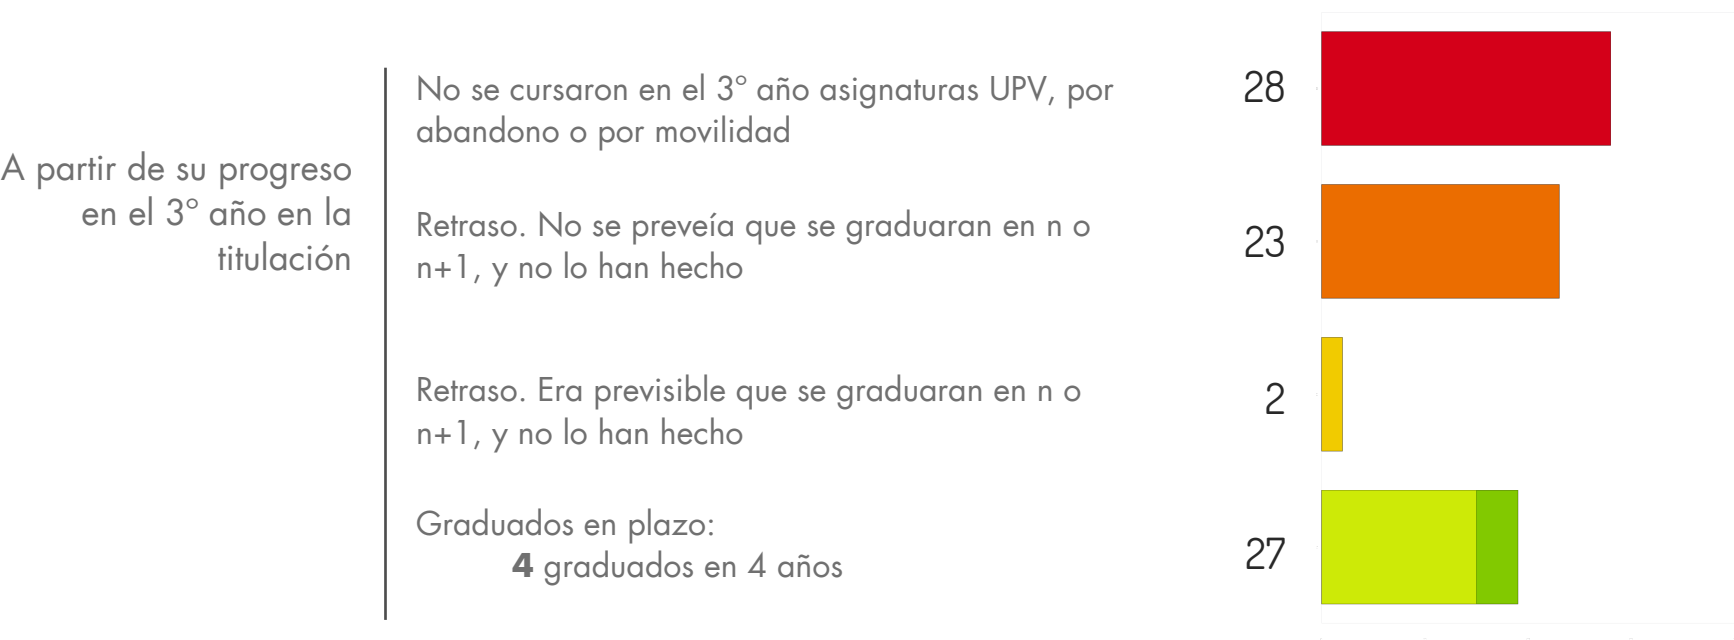 No se cursaron en el 3º año asignaturas UPV, por
abandono o por movilidad
28
A partir de su progreso
en el 3º año en la
titulación
Retraso. No se preveía que se graduaran en n o
n+1, y no lo han hecho
23
Retraso. Era previsible que se graduaran en n o
n+1, y no lo han hecho
2
Graduados en plazo:
4 graduados en 4 años
27